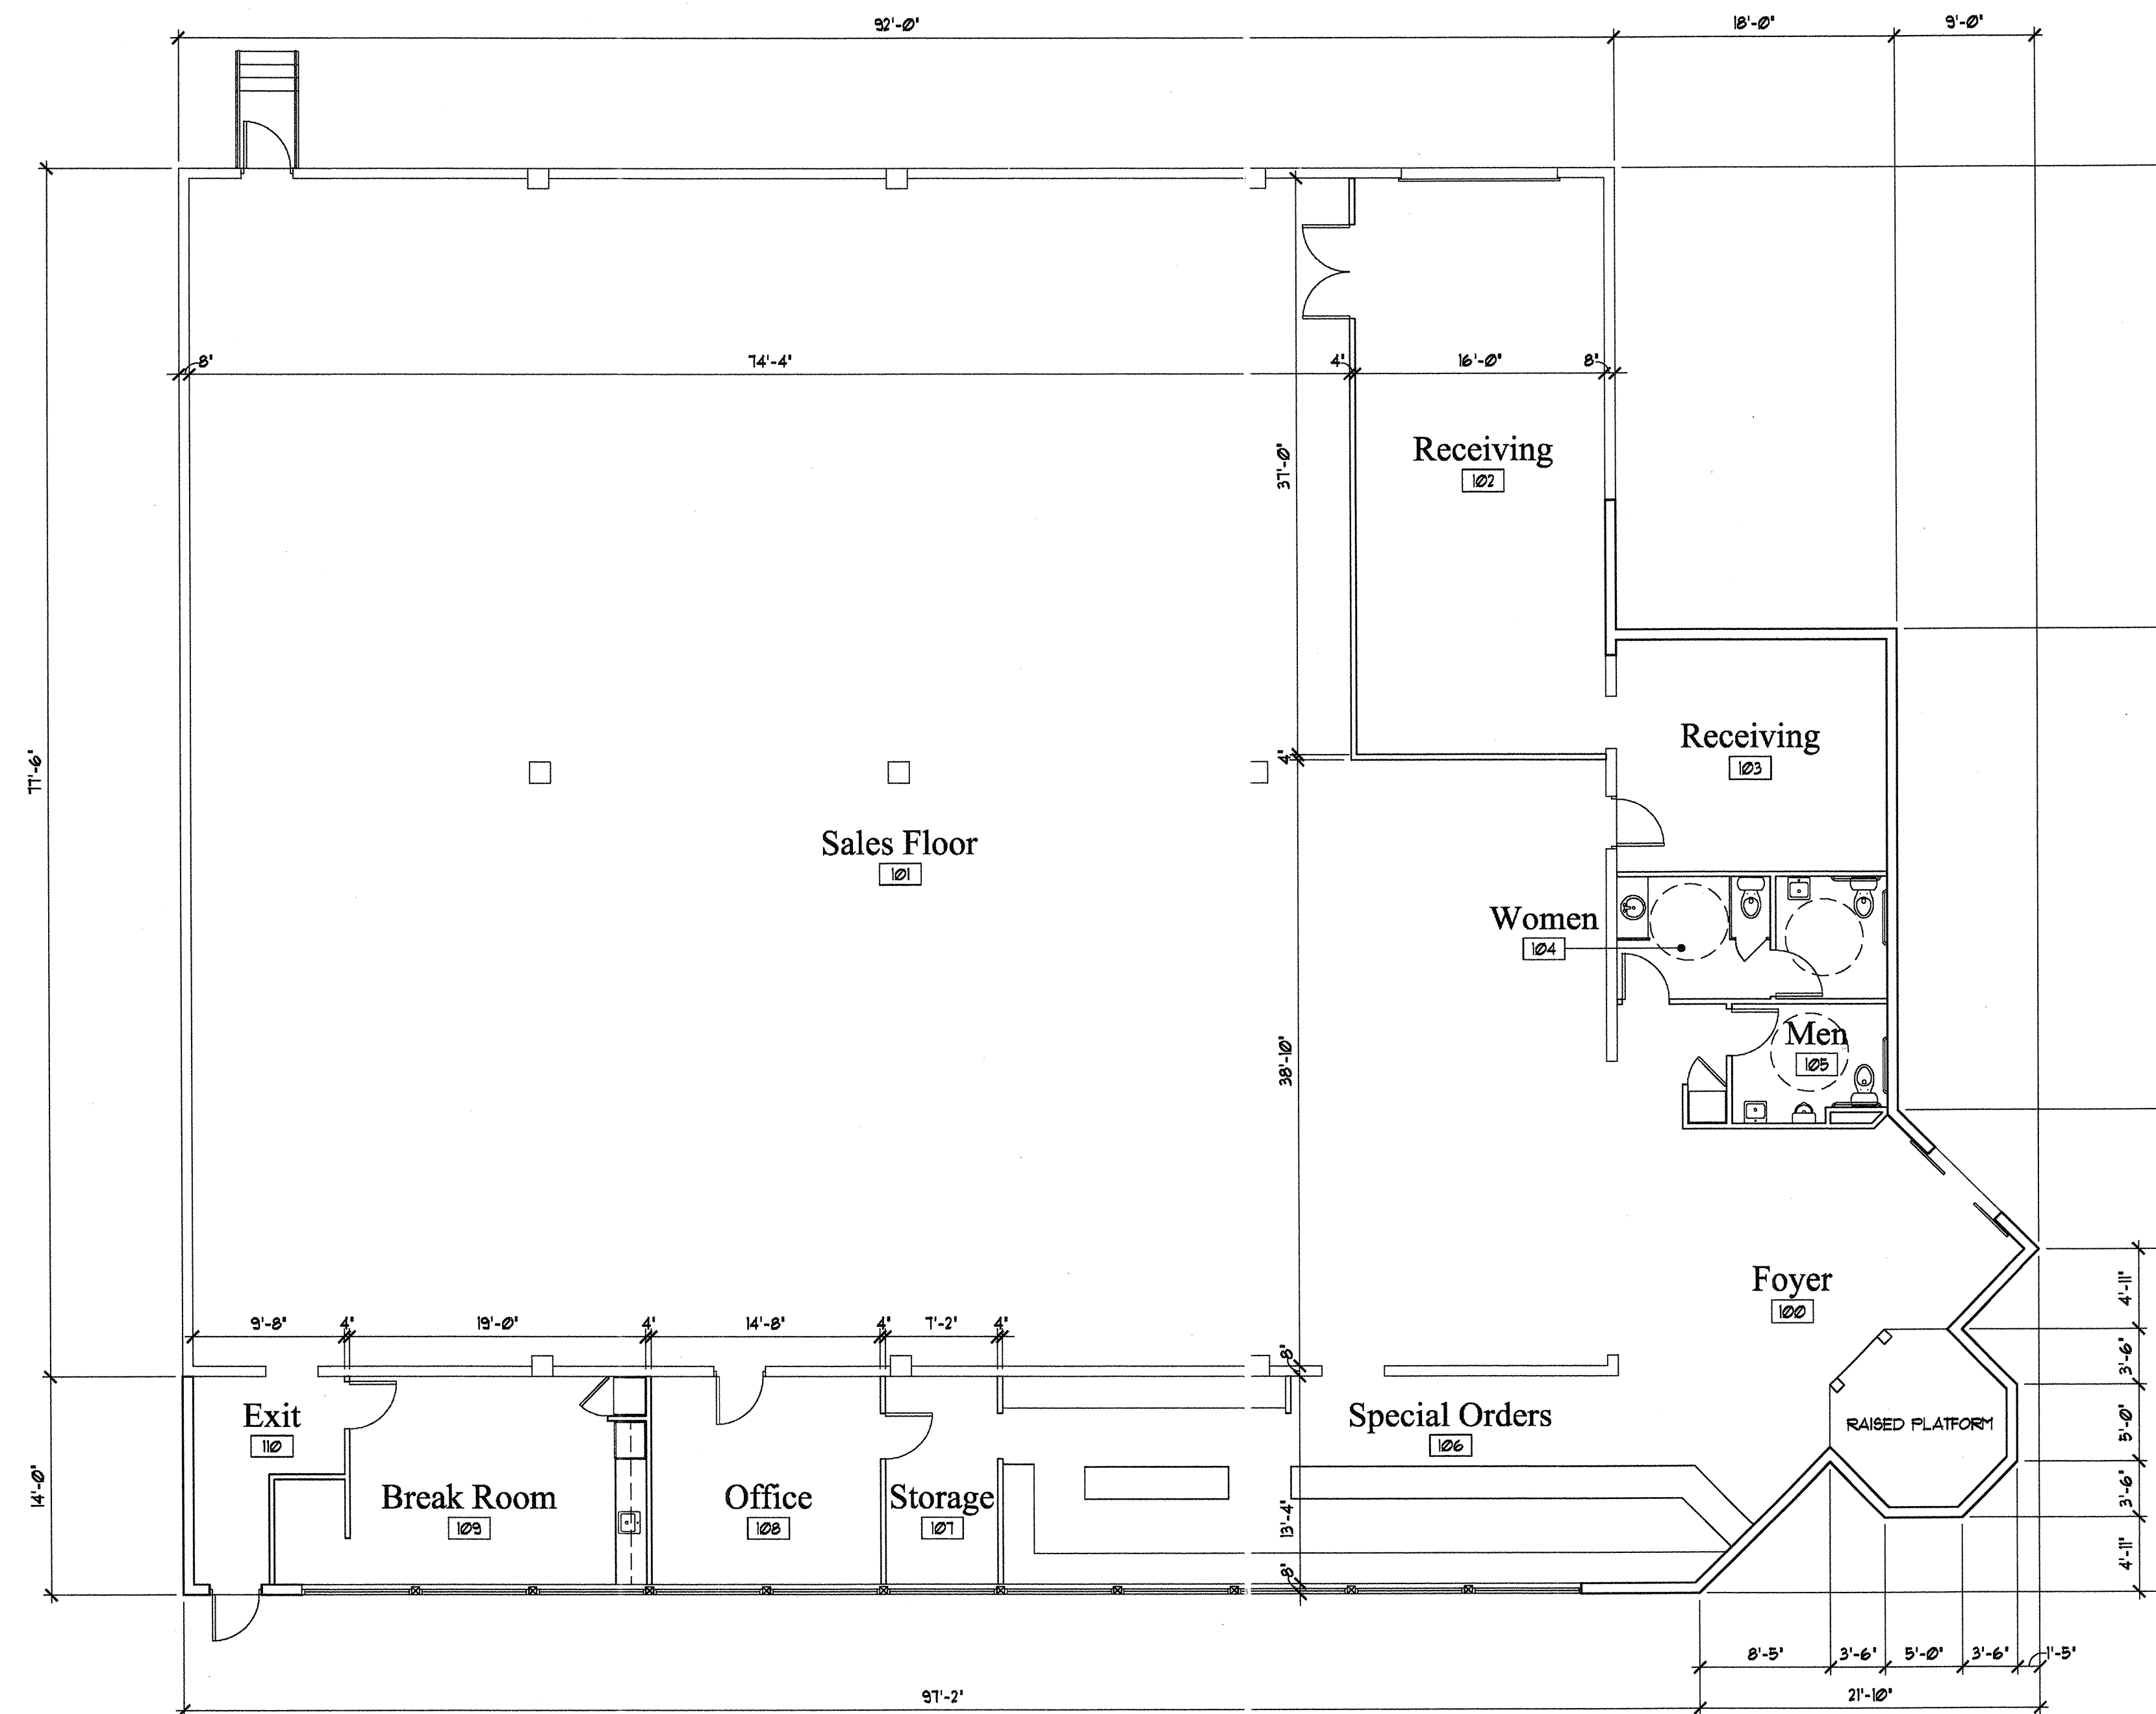 92'-0" 18'-0" 9'-0"
8" 74'-4" 4" 16'-0" 8"
Receiving
102
37'-0"
77'-6"
Receiving
103
4"
Sales Floor
101
Women
104
Men
105
38'-10"
Foyer
100
4'-11"
9'-8" 4" 19'-0" 4" 14'-8" 4" 7'-2" 4"
8"
3'-6"
Exit
110
Special Orders
106
RAISED PLATFORM
5'-0"
14'-0"
Break Room
109
Office
108
Storage
107
13'-4"
3'-6"
8"
4'-11"
8'-5" 3'-6" 5'-0" 3'-6" 1'-5"
97'-2" 21'-10"